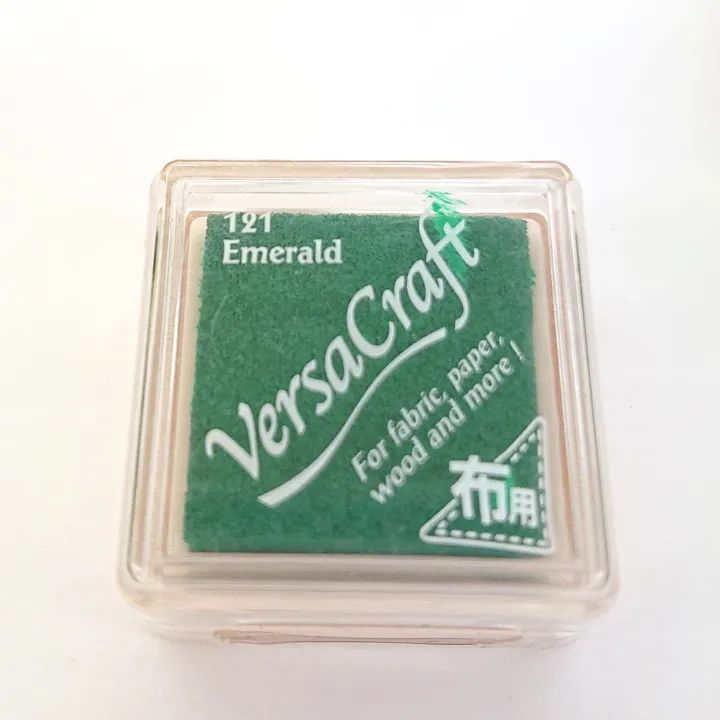 121
Emerald
VersaCraft
For fabric, paper,
wood and more !
布用